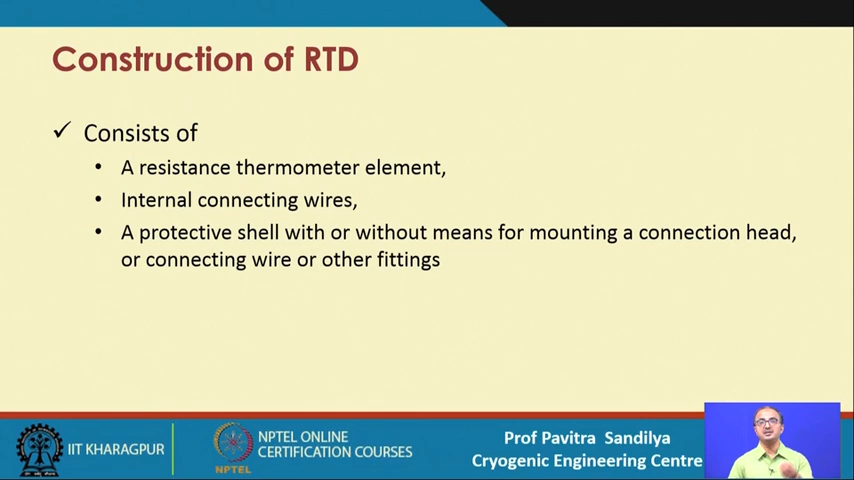 Construction of RTD
✓ Consists of
• A resistance thermometer element,
• Internal connecting wires,
• A protective shell with or without means for mounting a connection head,
or connecting wire or other fittings
IIT KHARAGPUR
NPTEL
NPTEL ONLINE
CERTIFICATION COURSES
Prof Pavitra Sandilya
Cryogenic Engineering Centre